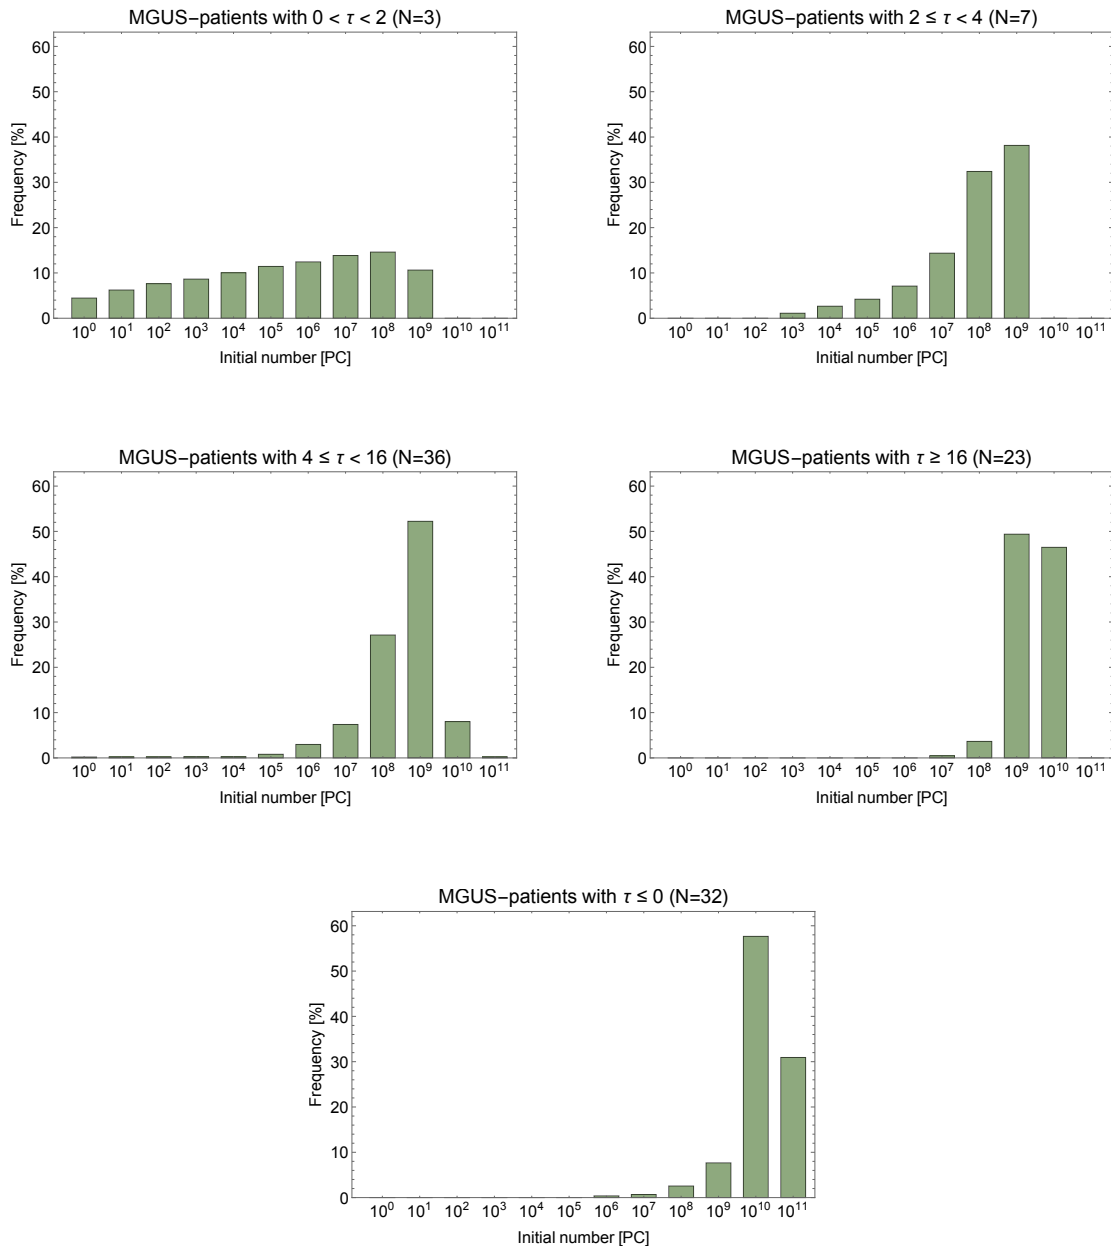 MGUS−patients with 0 < τ < 2 (N=3)
60
50
40
30
20
10
0
Frequency [%]
10⁰ 10¹ 10² 10³ 10⁴ 10⁵ 10⁶ 10⁷ 10⁸ 10⁹ 10¹⁰ 10¹¹
Initial number [PC]
MGUS−patients with 2 ≤ τ < 4 (N=7)
60
50
40
30
20
10
0
Frequency [%]
10⁰ 10¹ 10² 10³ 10⁴ 10⁵ 10⁶ 10⁷ 10⁸ 10⁹ 10¹⁰ 10¹¹
Initial number [PC]
MGUS−patients with 4 ≤ τ < 16 (N=36)
60
50
40
30
20
10
0
Frequency [%]
10⁰ 10¹ 10² 10³ 10⁴ 10⁵ 10⁶ 10⁷ 10⁸ 10⁹ 10¹⁰ 10¹¹
Initial number [PC]
MGUS−patients with τ ≥ 16 (N=23)
60
50
40
30
20
10
0
Frequency [%]
10⁰ 10¹ 10² 10³ 10⁴ 10⁵ 10⁶ 10⁷ 10⁸ 10⁹ 10¹⁰ 10¹¹
Initial number [PC]
MGUS−patients with τ ≤ 0 (N=32)
60
50
40
30
20
10
0
Frequency [%]
10⁰ 10¹ 10² 10³ 10⁴ 10⁵ 10⁶ 10⁷ 10⁸ 10⁹ 10¹⁰ 10¹¹
Initial number [PC]